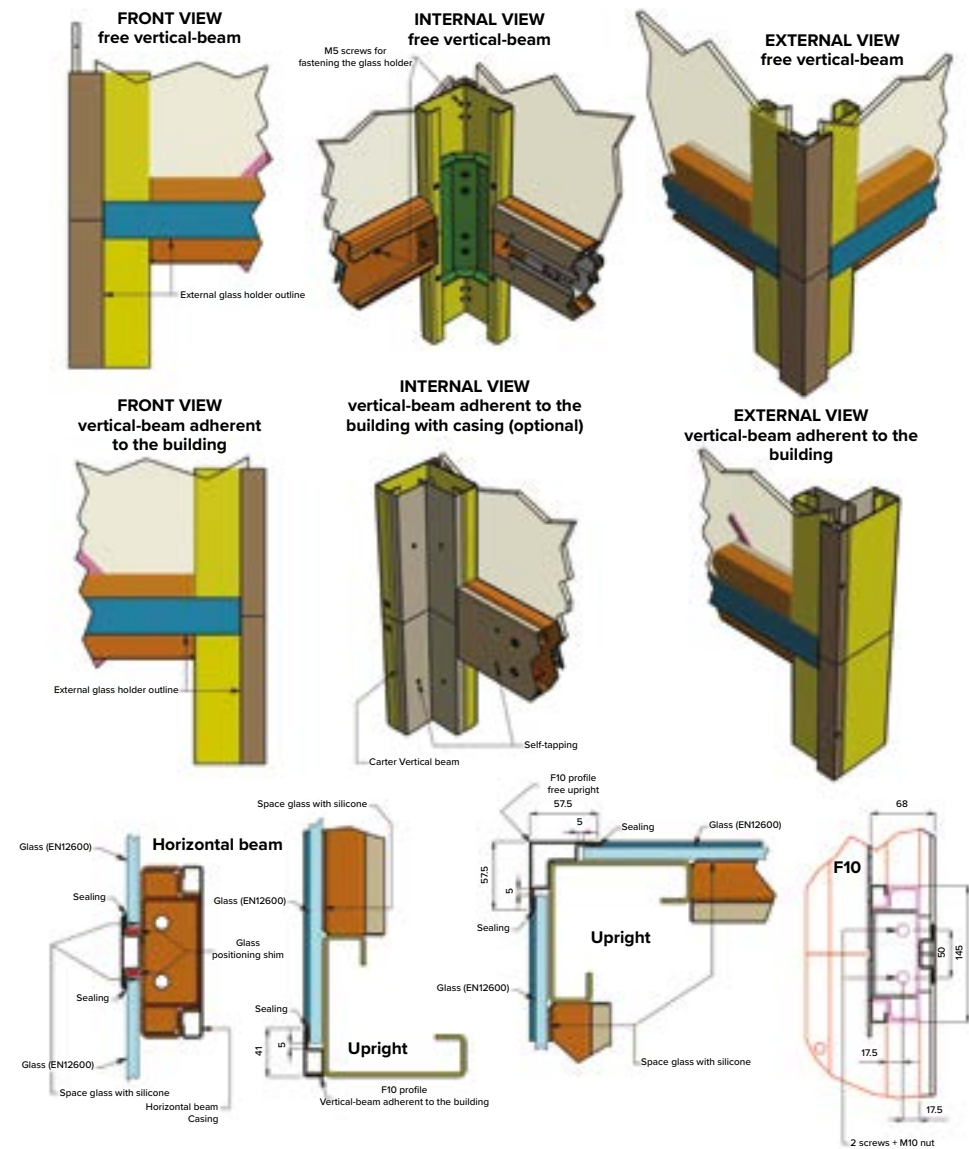 FRONT VIEW
free vertical-beam
INTERNAL VIEW
free vertical-beam
M5 screws for
fastening the glass holder
EXTERNAL VIEW
free vertical-beam
External glass holder outline
FRONT VIEW
vertical-beam adherent
to the building
INTERNAL VIEW
vertical-beam adherent to the
building with casing (optional)
EXTERNAL VIEW
vertical-beam adherent to the
building
External glass holder outline
Self-tapping
Carter Vertical beam
Horizontal beam
Glass (EN12600)
Sealing
Glass
positioning shim
Sealing
Glass (EN12600)
Space glass with silicone
Horizontal beam
Casing
Space glass with silicone
Glass (EN12600)
Sealing
5
41
Upright
F10 profile
Vertical-beam adherent to the building
F10 profile
free upright
57.5
5
Sealing
Glass (EN12600)
57.5
5
Sealing
Upright
Glass (EN12600)
Space glass with silicone
68
F10
50
145
17.5
17.5
2 screws + M10 nut